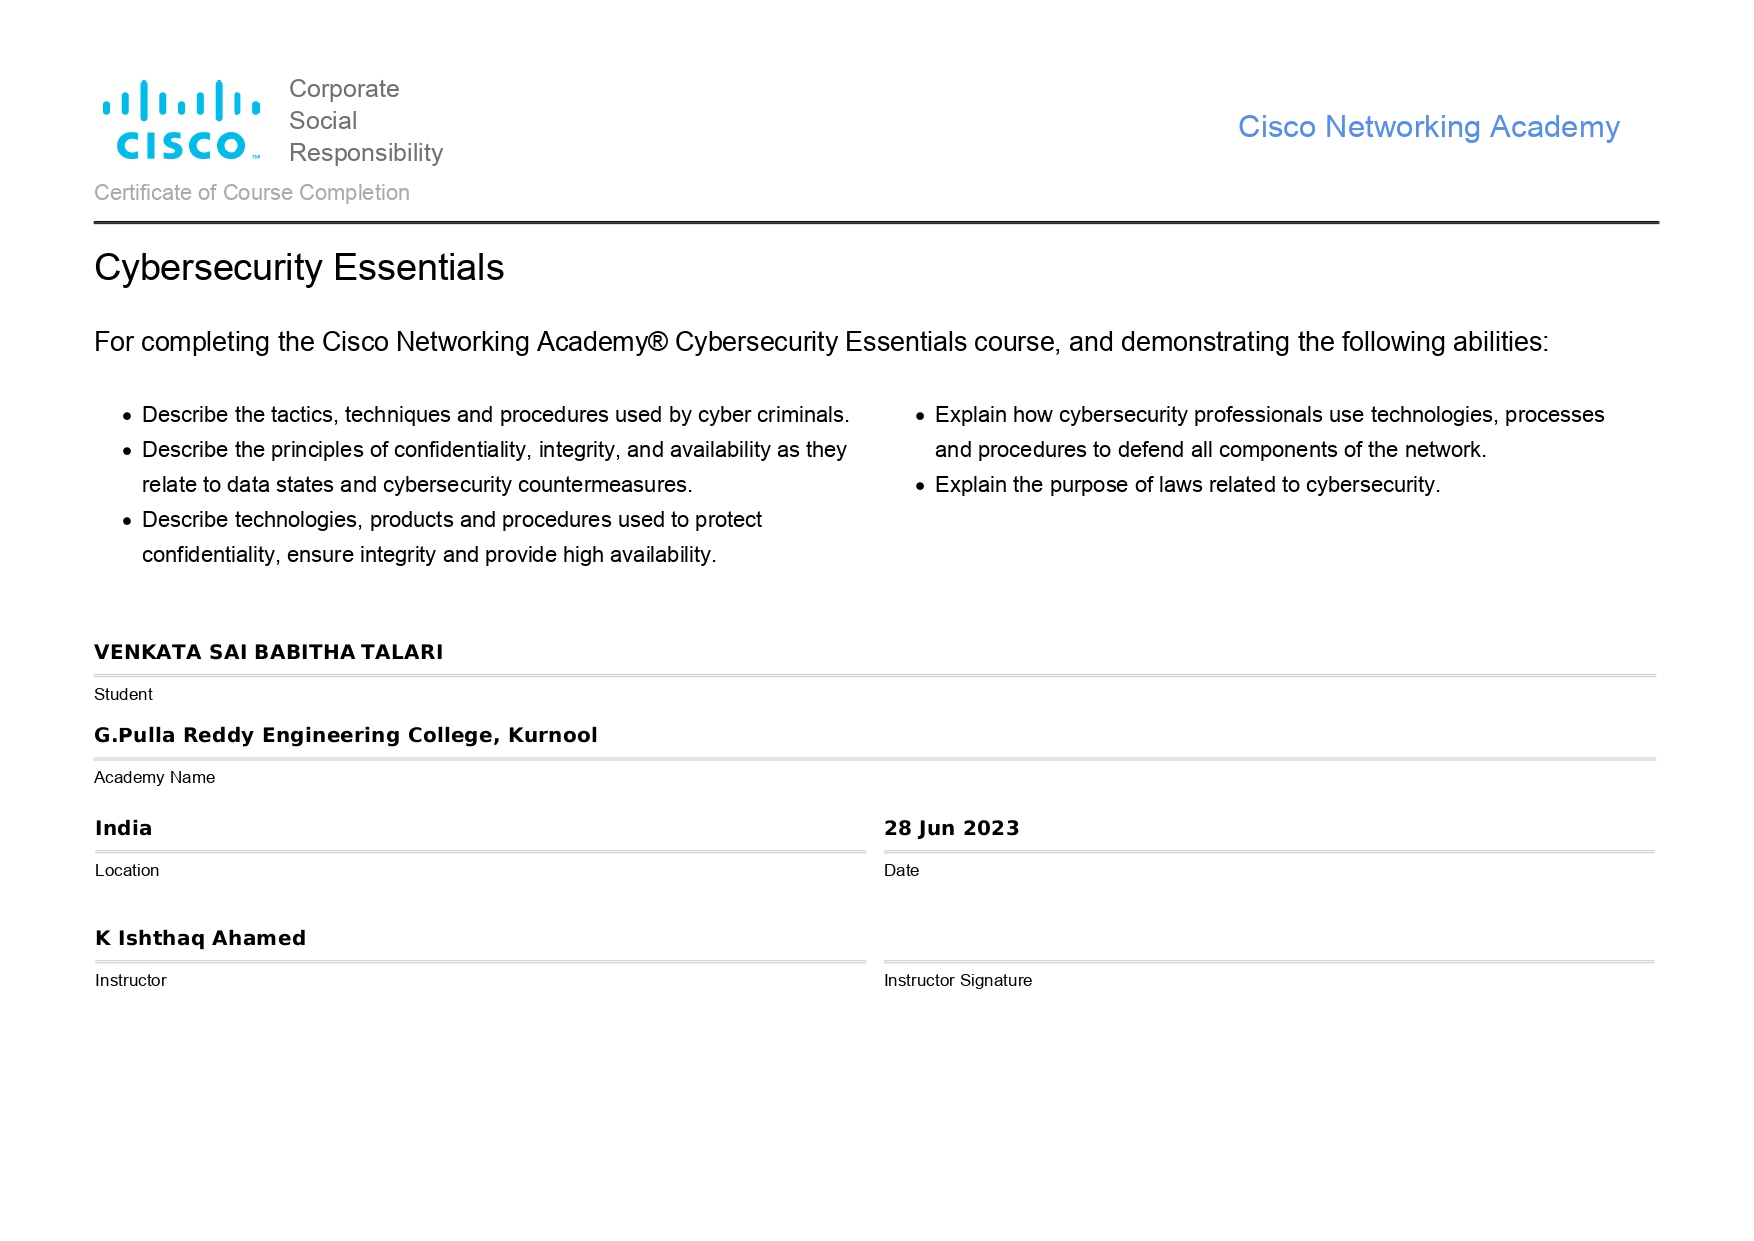 CISCO™
Corporate
Social
Responsibility
Cisco Networking Academy
Certificate of Course Completion
Cybersecurity Essentials
For completing the Cisco Networking Academy® Cybersecurity Essentials course, and demonstrating the following abilities:
• Describe the tactics, techniques and procedures used by cyber criminals.
• Describe the principles of confidentiality, integrity, and availability as they
relate to data states and cybersecurity countermeasures.
• Describe technologies, products and procedures used to protect
confidentiality, ensure integrity and provide high availability.
• Explain how cybersecurity professionals use technologies, processes
and procedures to defend all components of the network.
• Explain the purpose of laws related to cybersecurity.
VENKATA SAI BABITHA TALARI
Student
G.Pulla Reddy Engineering College, Kurnool
Academy Name
India
Location
28 Jun 2023
Date
K Ishthaq Ahamed
Instructor
Instructor Signature